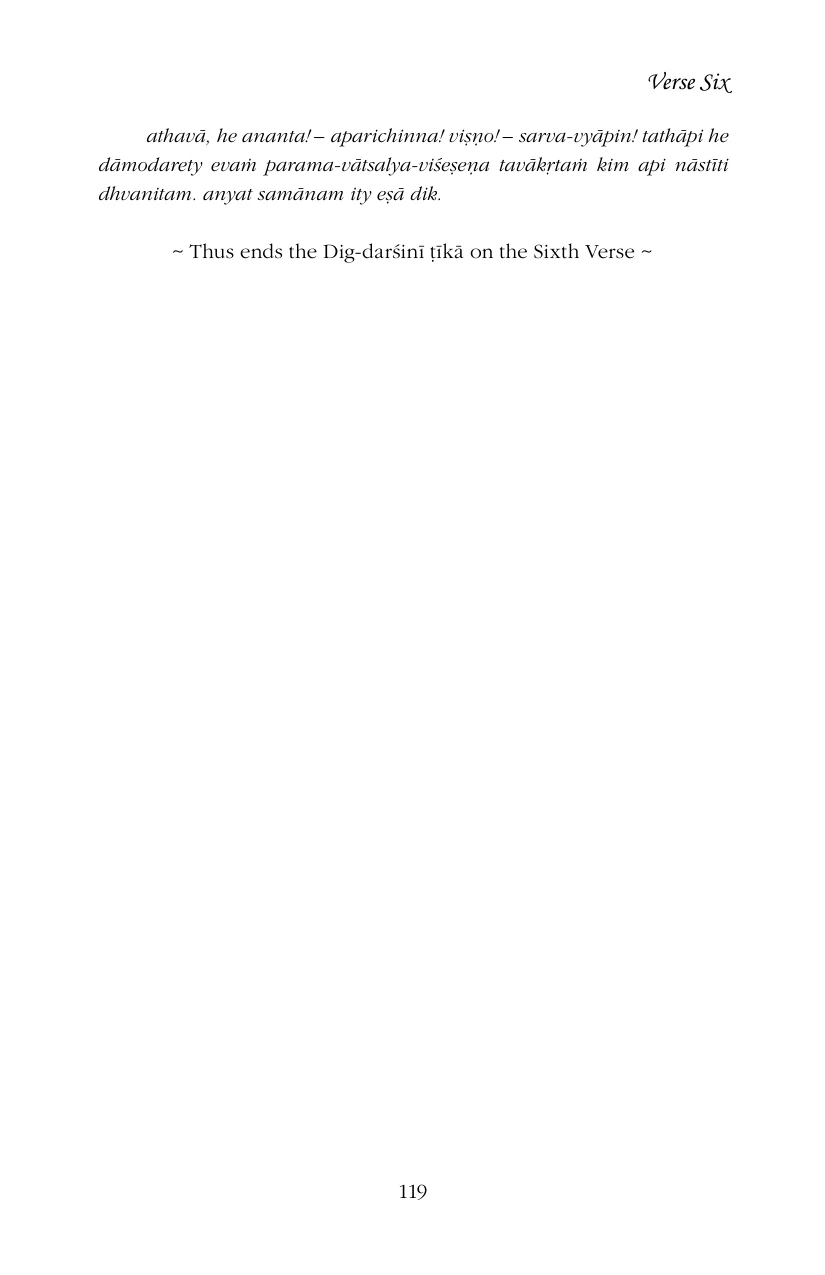 Verse Six
athavā, he ananta! – aparichinna! viṣṇo! – sarva-vyāpin! tathāpi he
dāmodarety evaṁ parama-vātsalya-viśeṣeṇa tavākṛtaṁ kim api nāstīti
dhvanitam. anyat samānam ity eṣā dik.
~ Thus ends the Dig-darśinī ṭīkā on the Sixth Verse ~
119